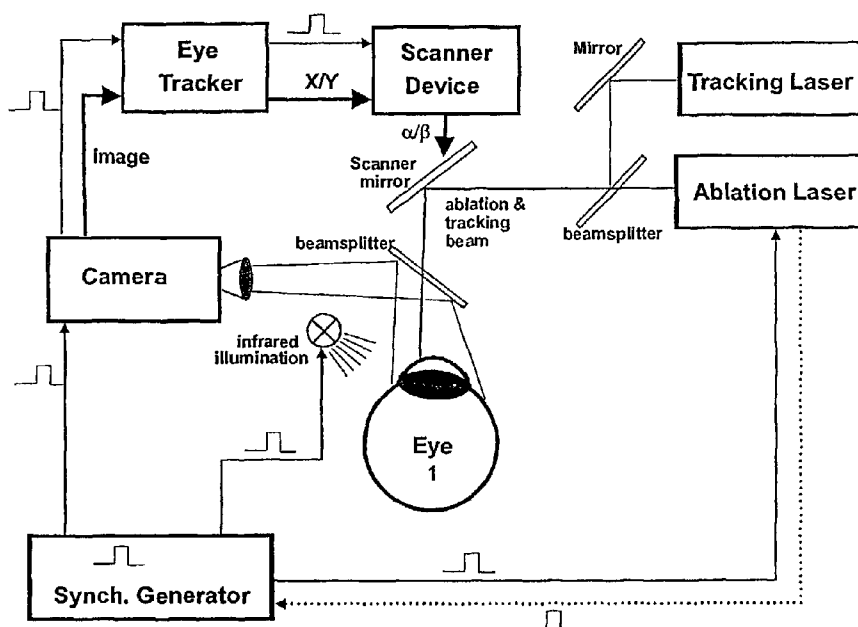 Eye
Tracker
Scanner
Device
X/Y
α/β
image
Mirror
Tracking Laser
Scanner
mirror
Ablation Laser
ablation &
tracking
beam
beamsplitter
beamsplitter
Camera
infrared
illumination
Eye
1
Synch. Generator